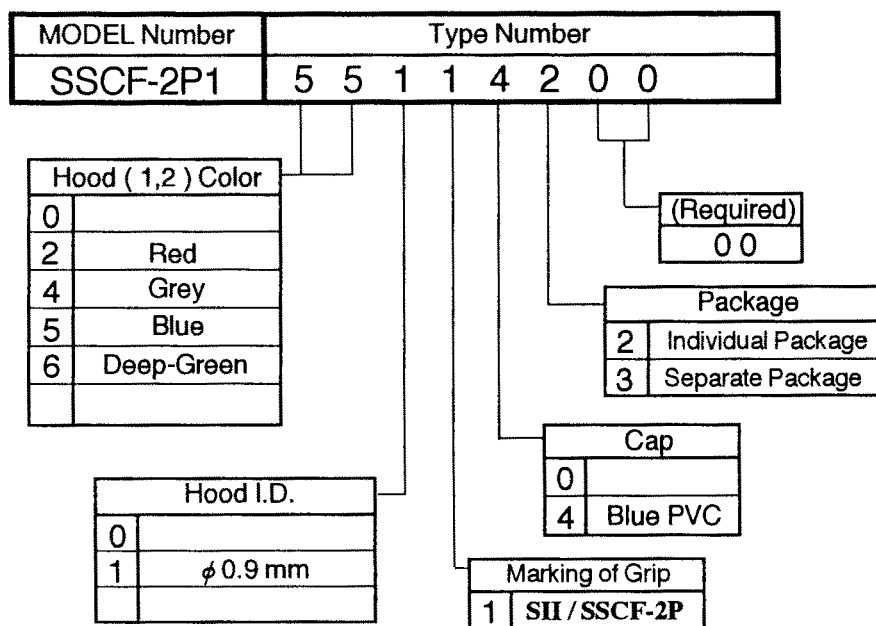 MODEL Number Type Number
SSCF-2P1 5 5 1 1 4 2 0 0
Hood ( 1,2 ) Color
0
2 Red
4 Grey
5 Blue
6 Deep-Green
(Required)
0 0
Package
2 Individual Package
3 Separate Package
Cap
0
4 Blue PVC
Hood I.D.
0
1 ϕ 0.9 mm
Marking of Grip
1 SII / SSCF-2P